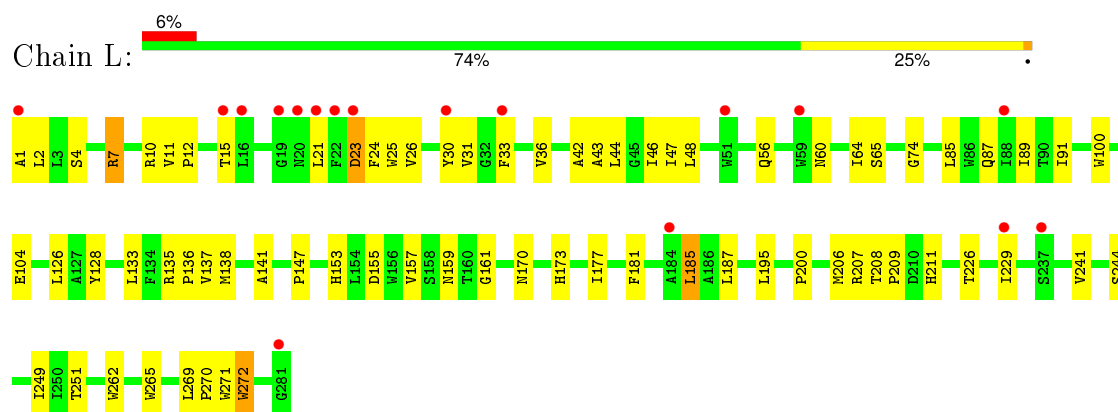 6%
Chain L:
74% 25% •
A1 L2 L3 S4 R7 R10 V11 P12 T15 L16 G19 N20 L21 F22 D23 F24 W25 V26 Y30 V31 G32 F33 V36 A42 A43 L44 G45 I46 I47 L48 W51 Q56 W59 N60 I64 S65 G74 L85 W86 Q87 I88 I89 T90 I91 W100
E104 L126 A127 Y128 L133 F134 R135 P136 V137 M138 A141 P147 H153 L154 D155 W156 V157 S158 N159 T160 G161 N170 H173 I177 F181 A184 L185 A186 L187 L195 P200 M206 R207 T208 P209 D210 H211 T226 I229 S237 V241 S244
I249 I250 T251 W262 W265 L269 P270 W271 W272 G281